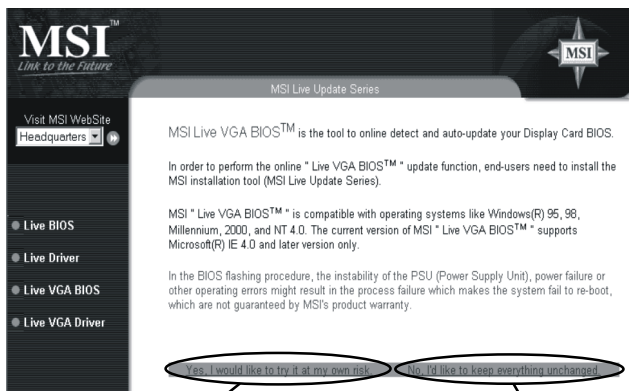 MSI™
Link to the Future
MSI
MSI Live Update Series
Visit MSI WebSite
Headquarters
Live BIOS
Live Driver
Live VGA BIOS
Live VGA Driver
MSI Live VGA BIOS™ is the tool to online detect and auto-update your Display Card BIOS.
In order to perform the online " Live VGA BIOS™ " update function, end-users need to install the
MSI installation tool (MSI Live Update Series).
MSI " Live VGA BIOS™ " is compatible with operating systems like Windows(R) 95, 98,
Millennium, 2000, and NT 4.0. The current version of MSI " Live VGA BIOS™ " supports
Microsoft(R) IE 4.0 and later version only.
In the BIOS flashing procedure, the instability of the PSU (Power Supply Unit), power failure or
other operating errors might result in the process failure which makes the system fail to re-boot,
which are not guaranteed by MSI's product warranty.
Yes, I would like to try it at my own risk. No, I'd like to keep everything unchanged.